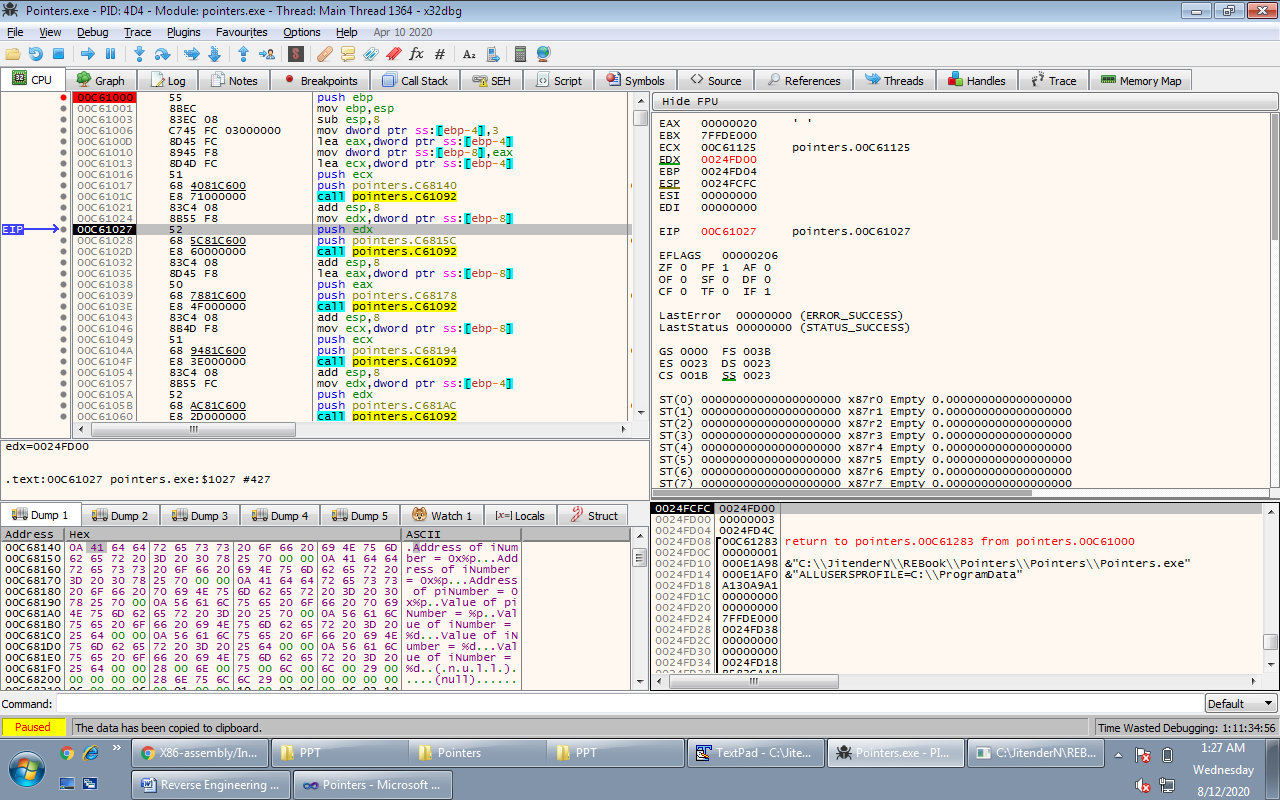 Pointers.exe - PID: 4D4 - Module: pointers.exe - Thread: Main Thread 1364 - x32dbg
File View Debug Trace Plugins Favourites Options Help Apr 10 2020
CPU Graph Log Notes Breakpoints Call Stack SEH Script Symbols Source References Threads Handles Trace Memory Map
00C61000 55 push ebp
00C61001 8BEC mov ebp,esp
00C61003 83EC 08 sub esp,8
00C61006 C745 FC 03000000 mov dword ptr ss:[ebp-4],3
00C6100D 8D45 FC lea eax,dword ptr ss:[ebp-4]
00C61010 8945 F8 mov dword ptr ss:[ebp-8],eax
00C61013 8D4D FC lea ecx,dword ptr ss:[ebp-4]
00C61016 51 push ecx
00C61017 68 4081C600 push pointers.C68140
00C6101C E8 71000000 call pointers.C61092
00C61021 83C4 08 add esp,8
00C61024 8B55 F8 mov edx,dword ptr ss:[ebp-8]
EIP 00C61027 52 push edx
00C61028 68 5C81C600 push pointers.C6815C
00C6102D E8 60000000 call pointers.C61092
00C61032 83C4 08 add esp,8
00C61035 8D45 F8 lea eax,dword ptr ss:[ebp-8]
00C61038 50 push eax
00C61039 68 7881C600 push pointers.C68178
00C6103E E8 4F000000 call pointers.C61092
00C61043 83C4 08 add esp,8
00C61046 8B4D F8 mov ecx,dword ptr ss:[ebp-8]
00C61049 51 push ecx
00C6104A 68 9481C600 push pointers.C68194
00C6104F E8 3E000000 call pointers.C61092
00C61054 83C4 08 add esp,8
00C61057 8B55 FC mov edx,dword ptr ss:[ebp-4]
00C6105A 52 push edx
00C6105B 68 AC81C600 push pointers.C681AC
00C61060 E8 2D000000 call pointers.C61092
Hide FPU
EAX 00000020 ' '
EBX 7FFDE000
ECX 00C61125 pointers.00C61125
EDX 0024FD00
EBP 0024FD04
ESP 0024FCFC
ESI 00000000
EDI 00000000
EIP 00C61027 pointers.00C61027
EFLAGS 00000206
ZF 0 PF 1 AF 0
OF 0 SF 0 DF 0
CF 0 TF 0 IF 1
LastError 00000000 (ERROR_SUCCESS)
LastStatus 00000000 (STATUS_SUCCESS)
GS 0000 FS 003B
ES 0023 DS 0023
CS 001B SS 0023
ST(0) 00000000000000000000 x87r0 Empty 0.000000000000000000
ST(1) 00000000000000000000 x87r1 Empty 0.000000000000000000
ST(2) 00000000000000000000 x87r2 Empty 0.000000000000000000
ST(3) 00000000000000000000 x87r3 Empty 0.000000000000000000
ST(4) 00000000000000000000 x87r4 Empty 0.000000000000000000
ST(5) 00000000000000000000 x87r5 Empty 0.000000000000000000
ST(6) 00000000000000000000 x87r6 Empty 0.000000000000000000
ST(7) 00000000000000000000 x87r7 Empty 0.000000000000000000
edx=0024FD00
.text:00C61027 pointers.exe:$1027 #427
Dump 1 Dump 2 Dump 3 Dump 4 Dump 5 Watch 1 [x=] Locals Struct
Address Hex ASCII
00C68140 0A 41 64 64 72 65 73 73 20 6F 66 20 69 4E 75 6D .Address of iNum
00C68150 62 65 72 20 3D 20 30 78 25 70 00 00 0A 41 64 64 ber = 0x%p...Add
00C68160 72 65 73 73 20 6F 66 20 69 4E 75 6D 62 65 72 20 ress of iNumber
00C68170 3D 20 30 78 25 70 00 00 0A 41 64 64 72 65 73 73 = 0x%p...Address
00C68180 20 6F 66 20 70 69 4E 75 6D 62 65 72 20 3D 20 30 of piNumber = 0
00C68190 78 25 70 00 0A 56 61 6C 75 65 20 6F 66 20 70 69 x%p..Value of pi
00C681A0 4E 75 6D 62 65 72 20 3D 20 25 70 00 0A 56 61 6C Number = %p..Val
00C681B0 75 65 20 6F 66 20 69 4E 75 6D 62 65 72 20 3D 20 ue of iNumber =
00C681C0 25 64 00 00 0A 56 61 6C 75 65 20 6F 66 20 69 4E %d...Value of iN
00C681D0 75 6D 62 65 72 20 3D 20 25 64 00 00 0A 56 61 6C umber = %d...Val
00C681E0 75 65 20 6F 66 20 69 4E 75 6D 62 65 72 20 3D 20 ue of iNumber =
00C681F0 25 64 00 00 28 00 6E 00 75 00 6C 00 6C 00 29 00 %d..(.n.u.l.l.).
00C68200 00 00 00 00 28 6E 75 6C 6C 29 00 00 00 00 00 00 ....(null)......
0024FCFC 0024FD00
0024FD00 00000003
0024FD04 0024FD4C
0024FD08 00C61283 return to pointers.00C61283 from pointers.00C61000
0024FD0C 00000001
0024FD10 000E1A98 &"C:\\JitenderN\\REBook\\Pointers\\Pointers\\Pointers.exe"
0024FD14 000E1AF0 &"ALLUSERSPROFILE=C:\\ProgramData"
0024FD18 A130A9A1
0024FD1C 00000000
0024FD20 00000000
0024FD24 7FFDE000
0024FD28 0024FD38
0024FD2C 00000000
0024FD30 00000000
0024FD34 0024FD18
Command: Default
Paused The data has been copied to clipboard. Time Wasted Debugging: 1:11:34:56
X86-assembly/In... PPT Pointers PPT TextPad - C:\Jite... Pointers.exe - PI... C:\JitenderN\REB...
Reverse Engineering ... Pointers - Microsoft ...
1:27 AM
Wednesday
8/12/2020